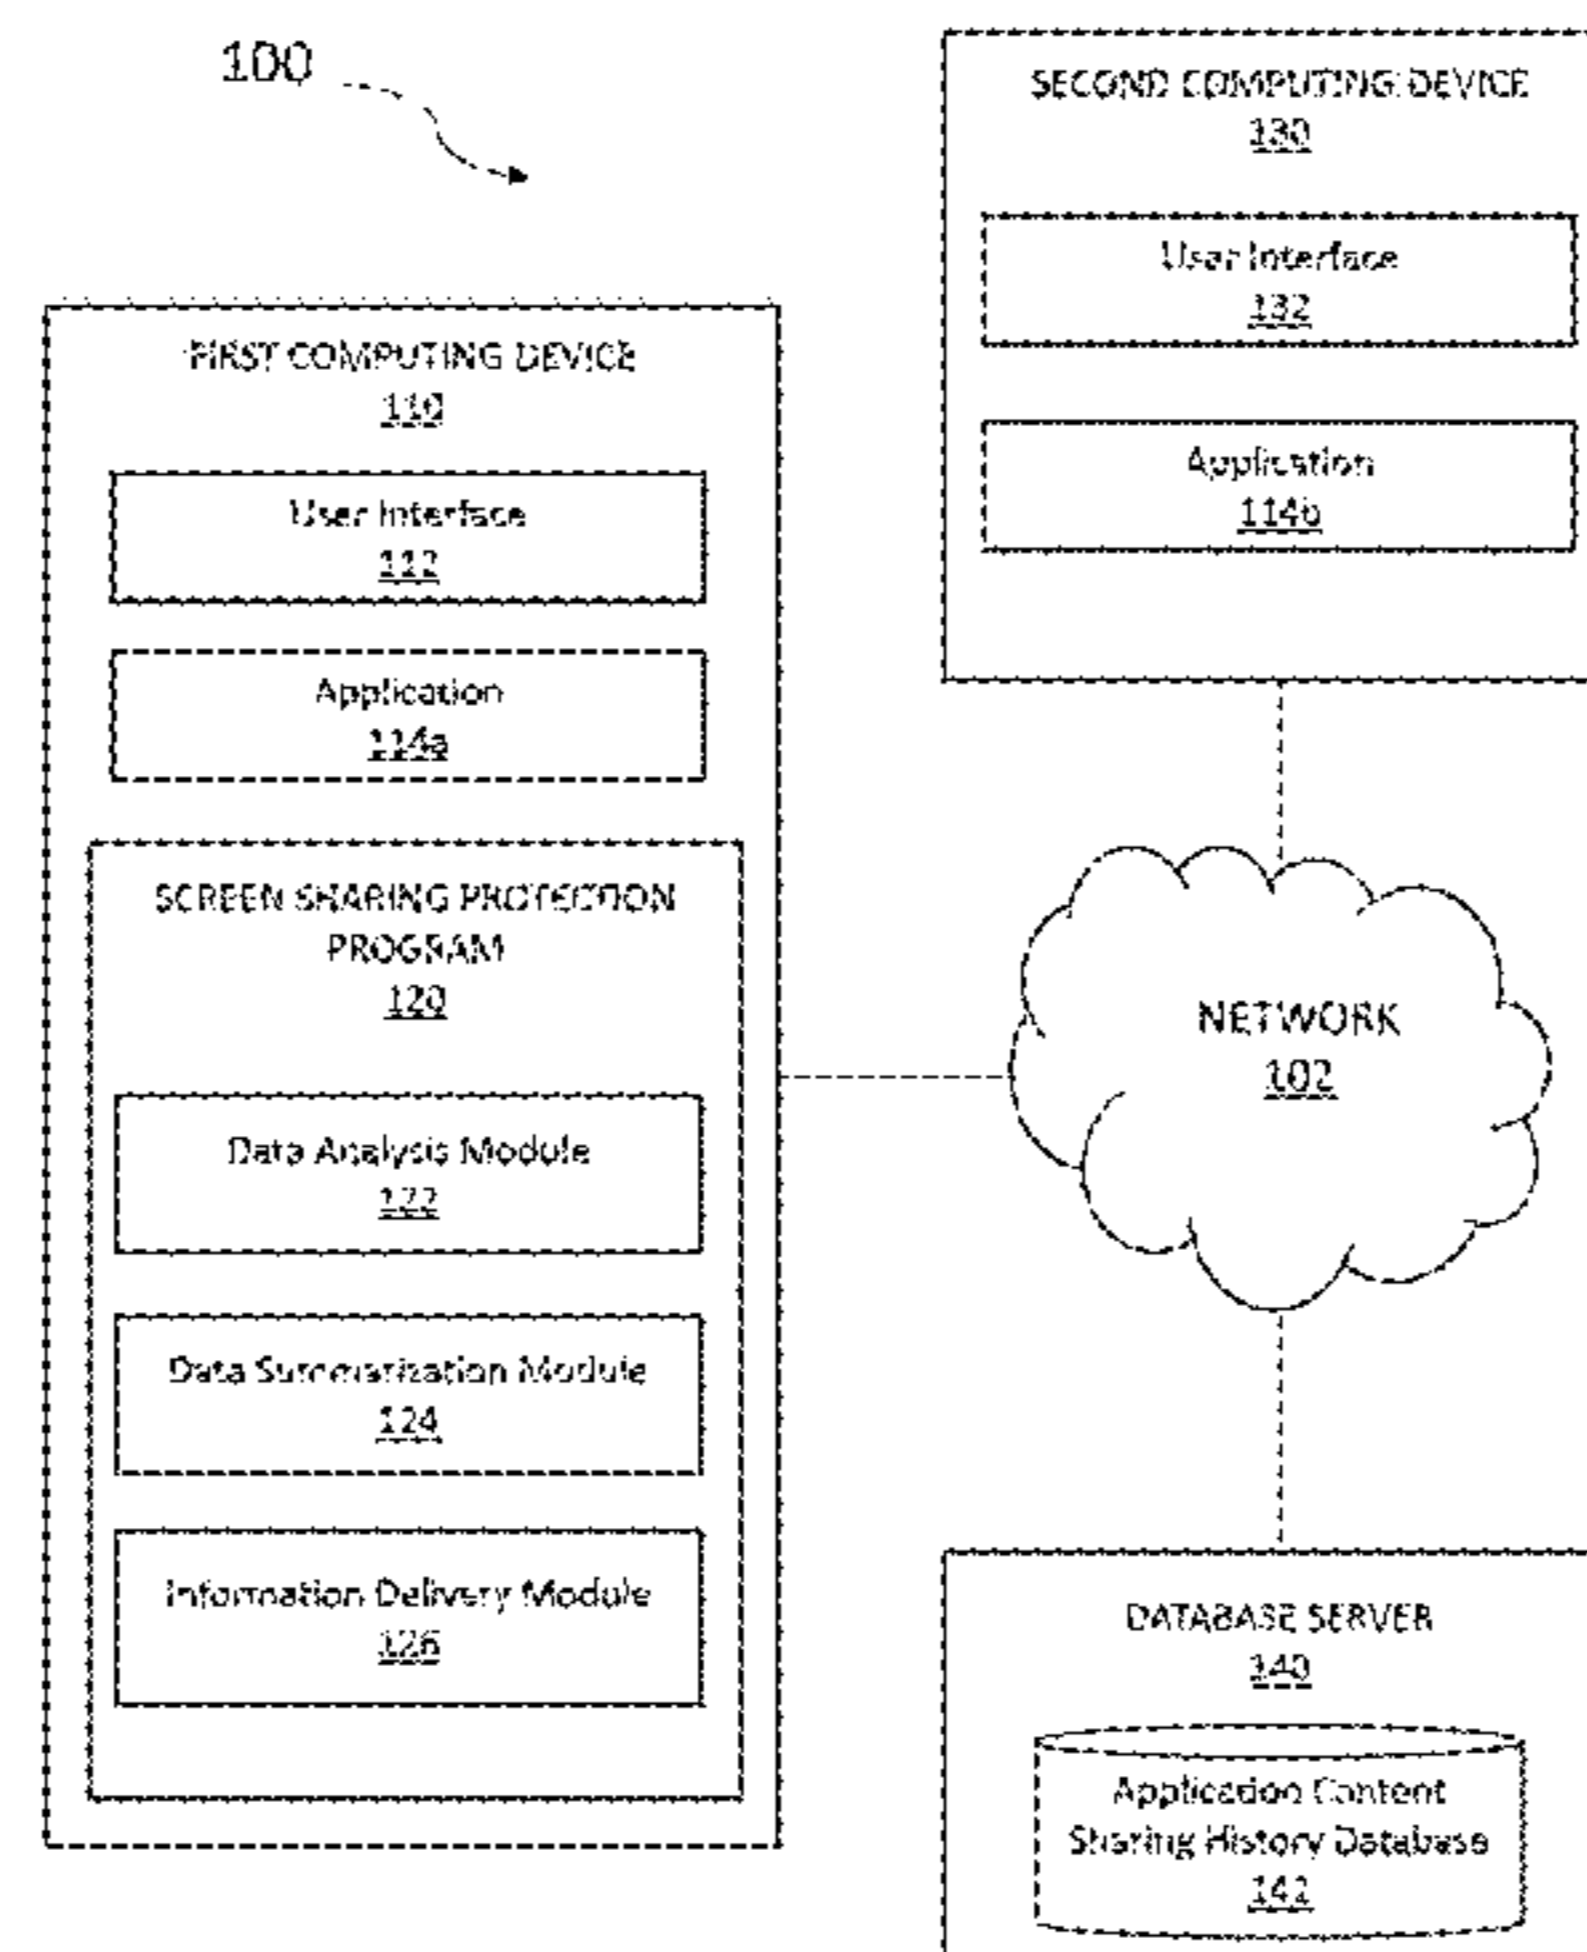 100
FIRST COMPUTING DEVICE
110
User Interface
112
Application
114a
SCREEN SHARING PROTECTION
PROGRAM
120
Data Analysis Module
122
Data Summarization Module
124
Information Delivery Module
126
SECOND COMPUTING DEVICE
130
User Interface
132
Application
114b
NETWORK
102
DATABASE SERVER
140
Application Content
Sharing History Database
142